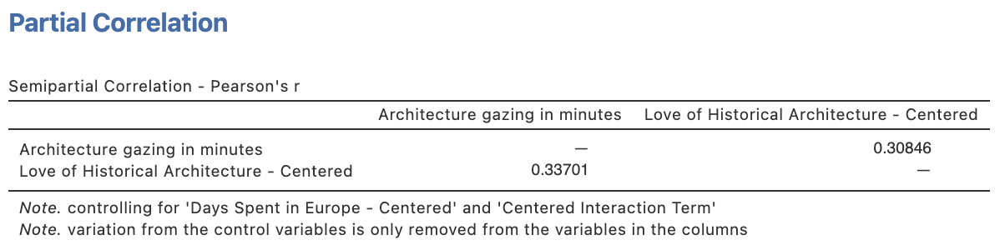 Partial Correlation
Semipartial Correlation - Pearson's r
Architecture gazing in minutes Love of Historical Architecture - Centered
Architecture gazing in minutes — 0.30846
Love of Historical Architecture - Centered 0.33701 —
Note. controlling for 'Days Spent in Europe - Centered' and 'Centered Interaction Term'
Note. variation from the control variables is only removed from the variables in the columns